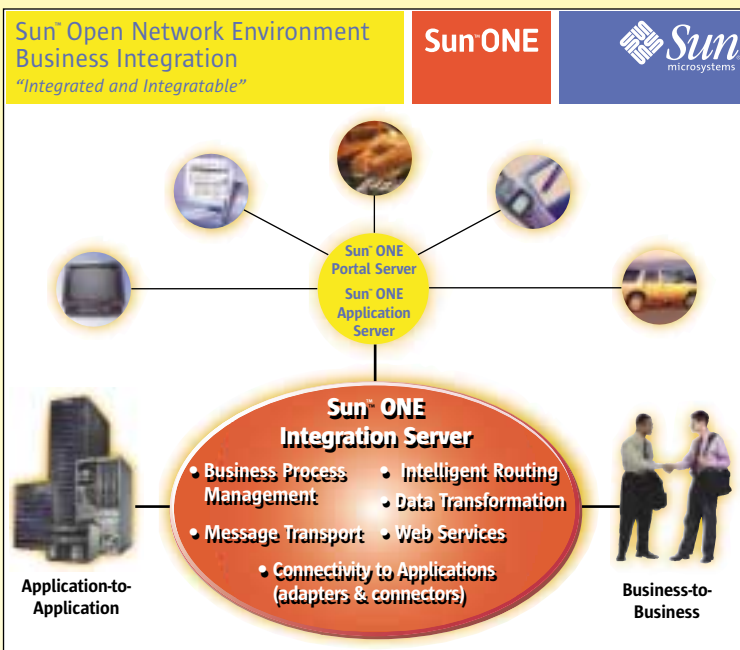 Sun™ Open Network Environment
Business Integration
“Integrated and Integratable”
Sun™ ONE
Sun
microsystems
Sun™ ONE
Portal Server
Sun™ ONE
Application
Server
Sun™ ONE
Integration Server
• Business Process
Management
• Message Transport
• Intelligent Routing
• Data Transformation
• Web Services
• Connectivity to Applications
(adapters & connectors)
Application-to-
Application
Business-to-
Business